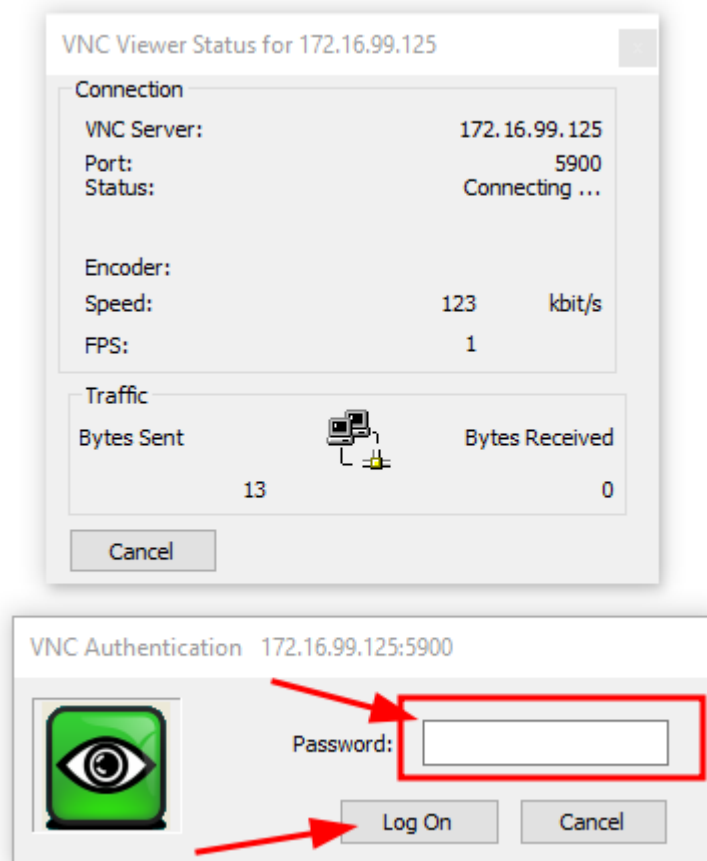 VNC Viewer Status for 172.16.99.125
x
Connection
VNC Server: 172.16.99.125
Port: 5900
Status: Connecting ...
Encoder:
Speed: 123 kbit/s
FPS: 1
Traffic
Bytes Sent Bytes Received
13 0
Cancel
VNC Authentication 172.16.99.125:5900
Password:
Log On Cancel